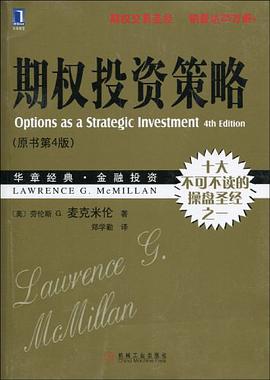 期权交易圣经 销量达25万册
期权投资策略
Options as a Strategic Investment 4th Edition
(原书第4版)
华章经典·金融投资
LAWRENCE G. McMILLAN
[美] 劳伦斯 G. 麦克米伦 著
郑学勤 译
十大
不可不读的
操盘圣经
之一
Lawrence G.
McMillan
机械工业出版社